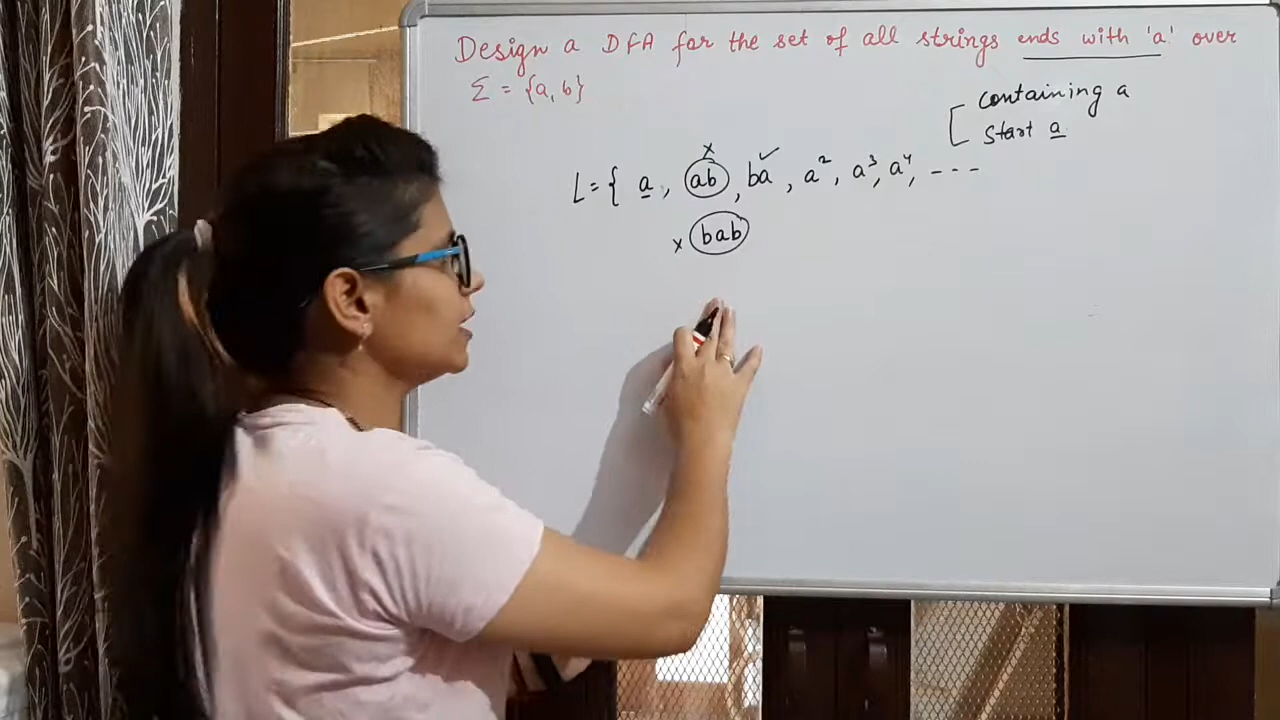 Design a DFA for the set of all strings ends with 'a' over
Σ = {a, b}
containing a
Start a
x
L = { a, ab, ba ✓, a², a³, a⁴, ---
x bab